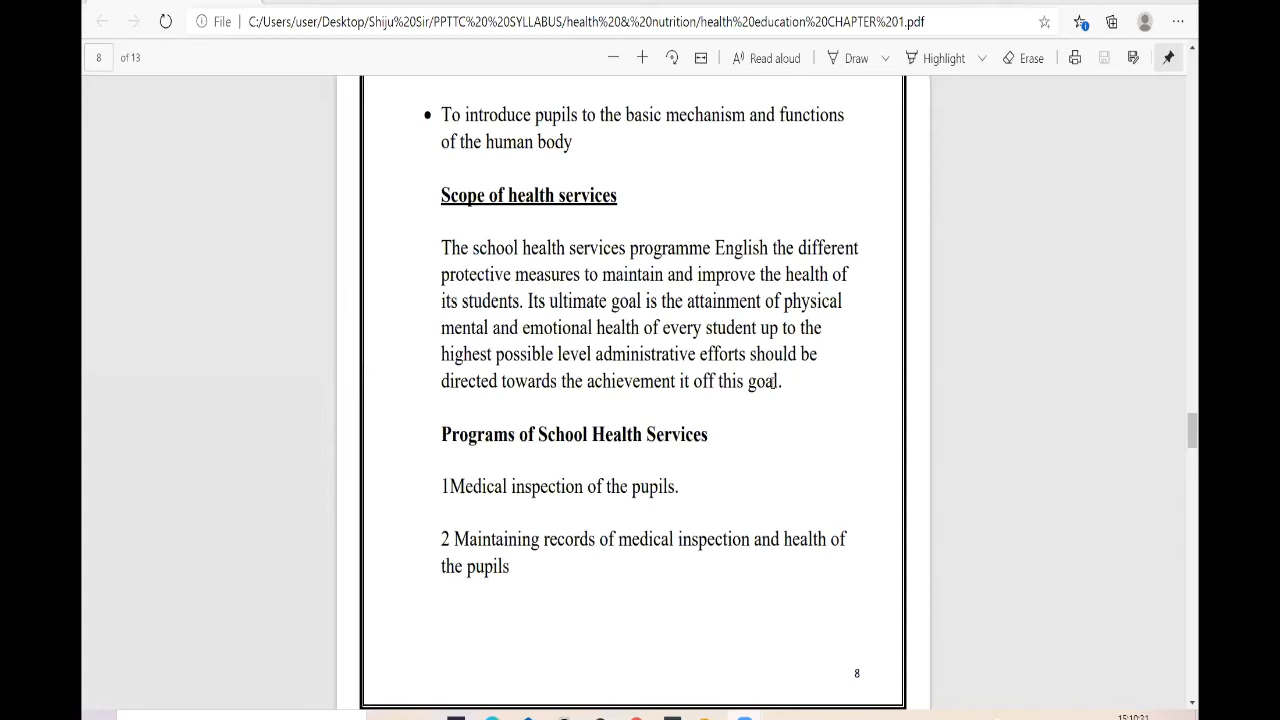 File
C:/Users/user/Desktop/Shiju%20Sir/PPTTC%20%20SYLLABUS/health%20&%20nutrition/health%20education%20CHAPTER%201.pdf
8 of 13
Read aloud
Draw
Highlight
Erase
• To introduce pupils to the basic mechanism and functions
of the human body
Scope of health services
The school health services programme English the different
protective measures to maintain and improve the health of
its students. Its ultimate goal is the attainment of physical
mental and emotional health of every student up to the
highest possible level administrative efforts should be
directed towards the achievement it off this goal.
Programs of School Health Services
1Medical inspection of the pupils.
2 Maintaining records of medical inspection and health of
the pupils
8